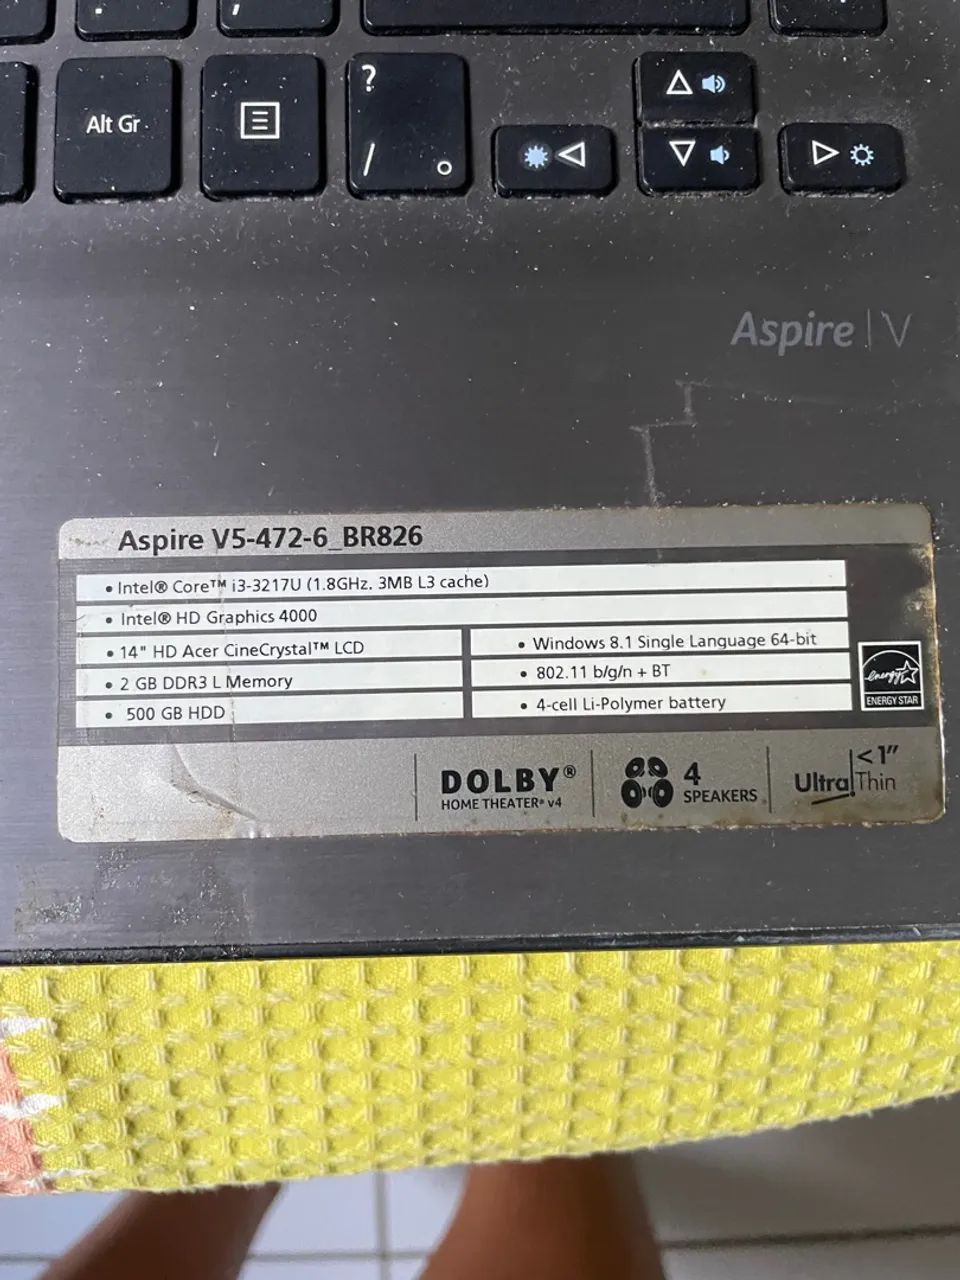 Alt Gr
?
/
°
Aspire | V
Aspire V5-472-6_BR826
• Intel® Core™ i3-3217U (1.8GHz. 3MB L3 cache)
• Intel® HD Graphics 4000
• 14" HD Acer CineCrystal™ LCD
• Windows 8.1 Single Language 64-bit
• 2 GB DDR3 L Memory
• 802.11 b/g/n + BT
• 500 GB HDD
• 4-cell Li-Polymer battery
energy
ENERGY STAR
DOLBY®
HOME THEATER® v4
4
SPEAKERS
<1"
Ultra Thin